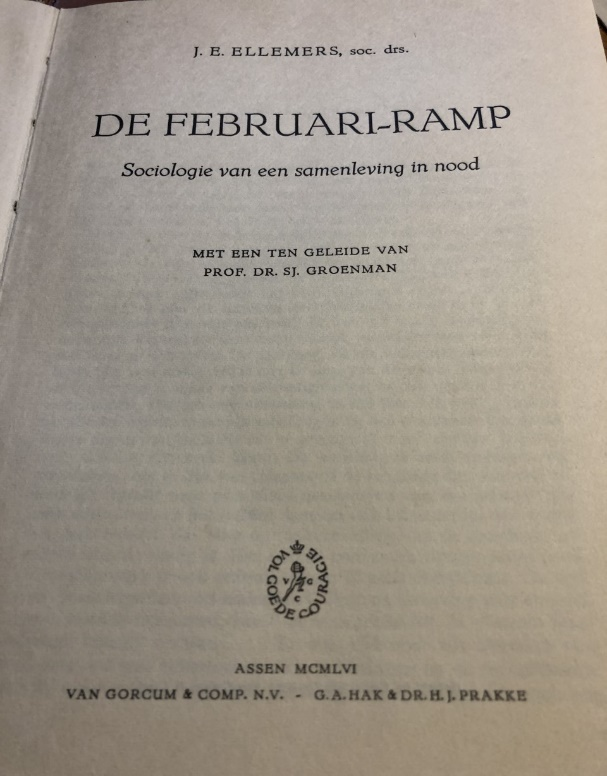 J. E. ELLEMERS, soc. drs.
DE FEBRUARI-RAMP
Sociologie van een samenleving in nood
MET EEN TEN GELEIDE VAN
PROF. DR. SJ. GROENMAN
VOL GOEDE COURAGIE
V G
C
ASSEN MCMLVI
VAN GORCUM & COMP. N.V. - G.A. HAK & DR. H.J. PRAKKE